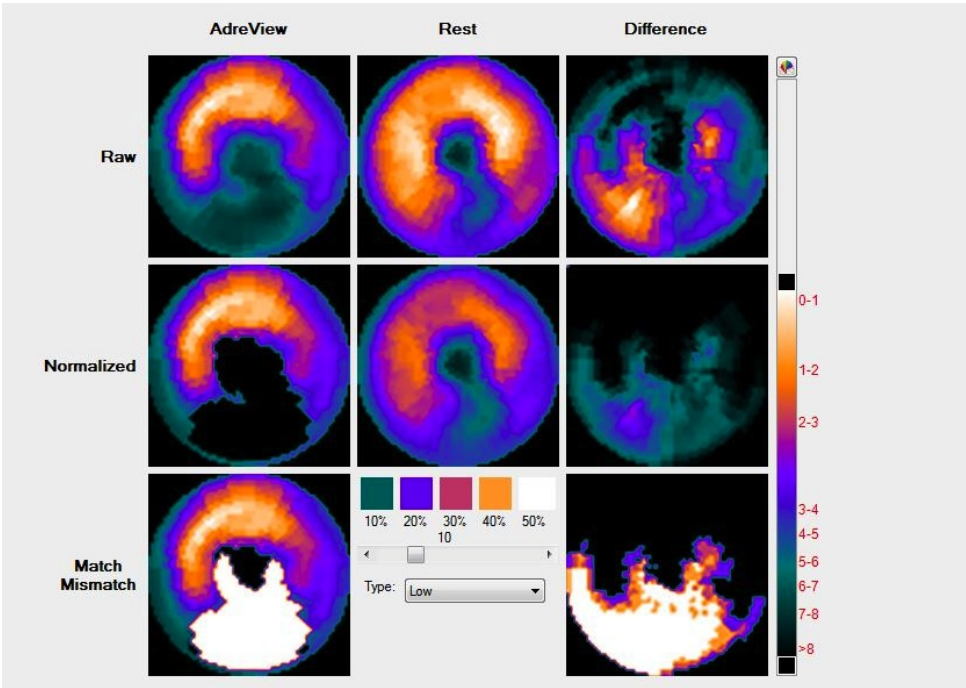 AdreView Rest Difference
Raw
0-1
1-2
Normalized
2-3
3-4
4-5
5-6
6-7
7-8
>8
10% 20% 30% 40% 50%
10
Match
Mismatch
Type: Low